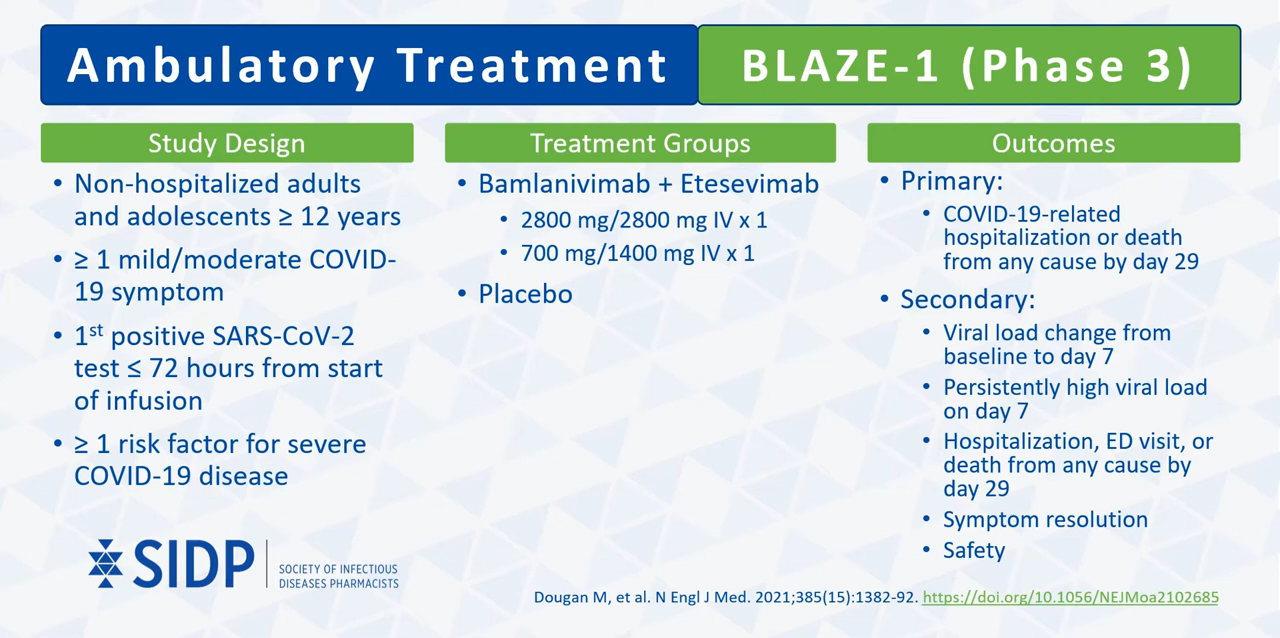 Ambulatory Treatment
BLAZE-1 (Phase 3)
Study Design
• Non-hospitalized adults
and adolescents ≥ 12 years
• ≥ 1 mild/moderate COVID-
19 symptom
• 1st positive SARS-CoV-2
test ≤ 72 hours from start
of infusion
• ≥ 1 risk factor for severe
COVID-19 disease
Treatment Groups
• Bamlanivimab + Etesevimab
• 2800 mg/2800 mg IV x 1
• 700 mg/1400 mg IV x 1
• Placebo
Outcomes
• Primary:
• COVID-19-related
hospitalization or death
from any cause by day 29
• Secondary:
• Viral load change from
baseline to day 7
• Persistently high viral load
on day 7
• Hospitalization, ED visit, or
death from any cause by
day 29
• Symptom resolution
• Safety
SIDP
SOCIETY OF INFECTIOUS
DISEASES PHARMACISTS
Dougan M, et al. N Engl J Med. 2021;385(15):1382-92. https://doi.org/10.1056/NEJMoa2102685